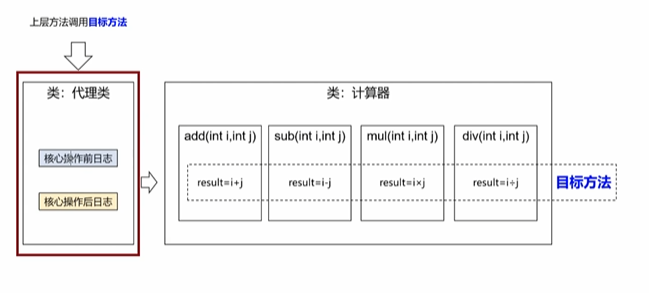 上层方法调用目标方法
类：代理类
核心操作前日志
核心操作后日志
类：计算器
add(int i,int j)
result=i+j
sub(int i,int j)
result=i-j
mul(int i,int j)
result=i×j
div(int i,int j)
result=i÷j
目标方法